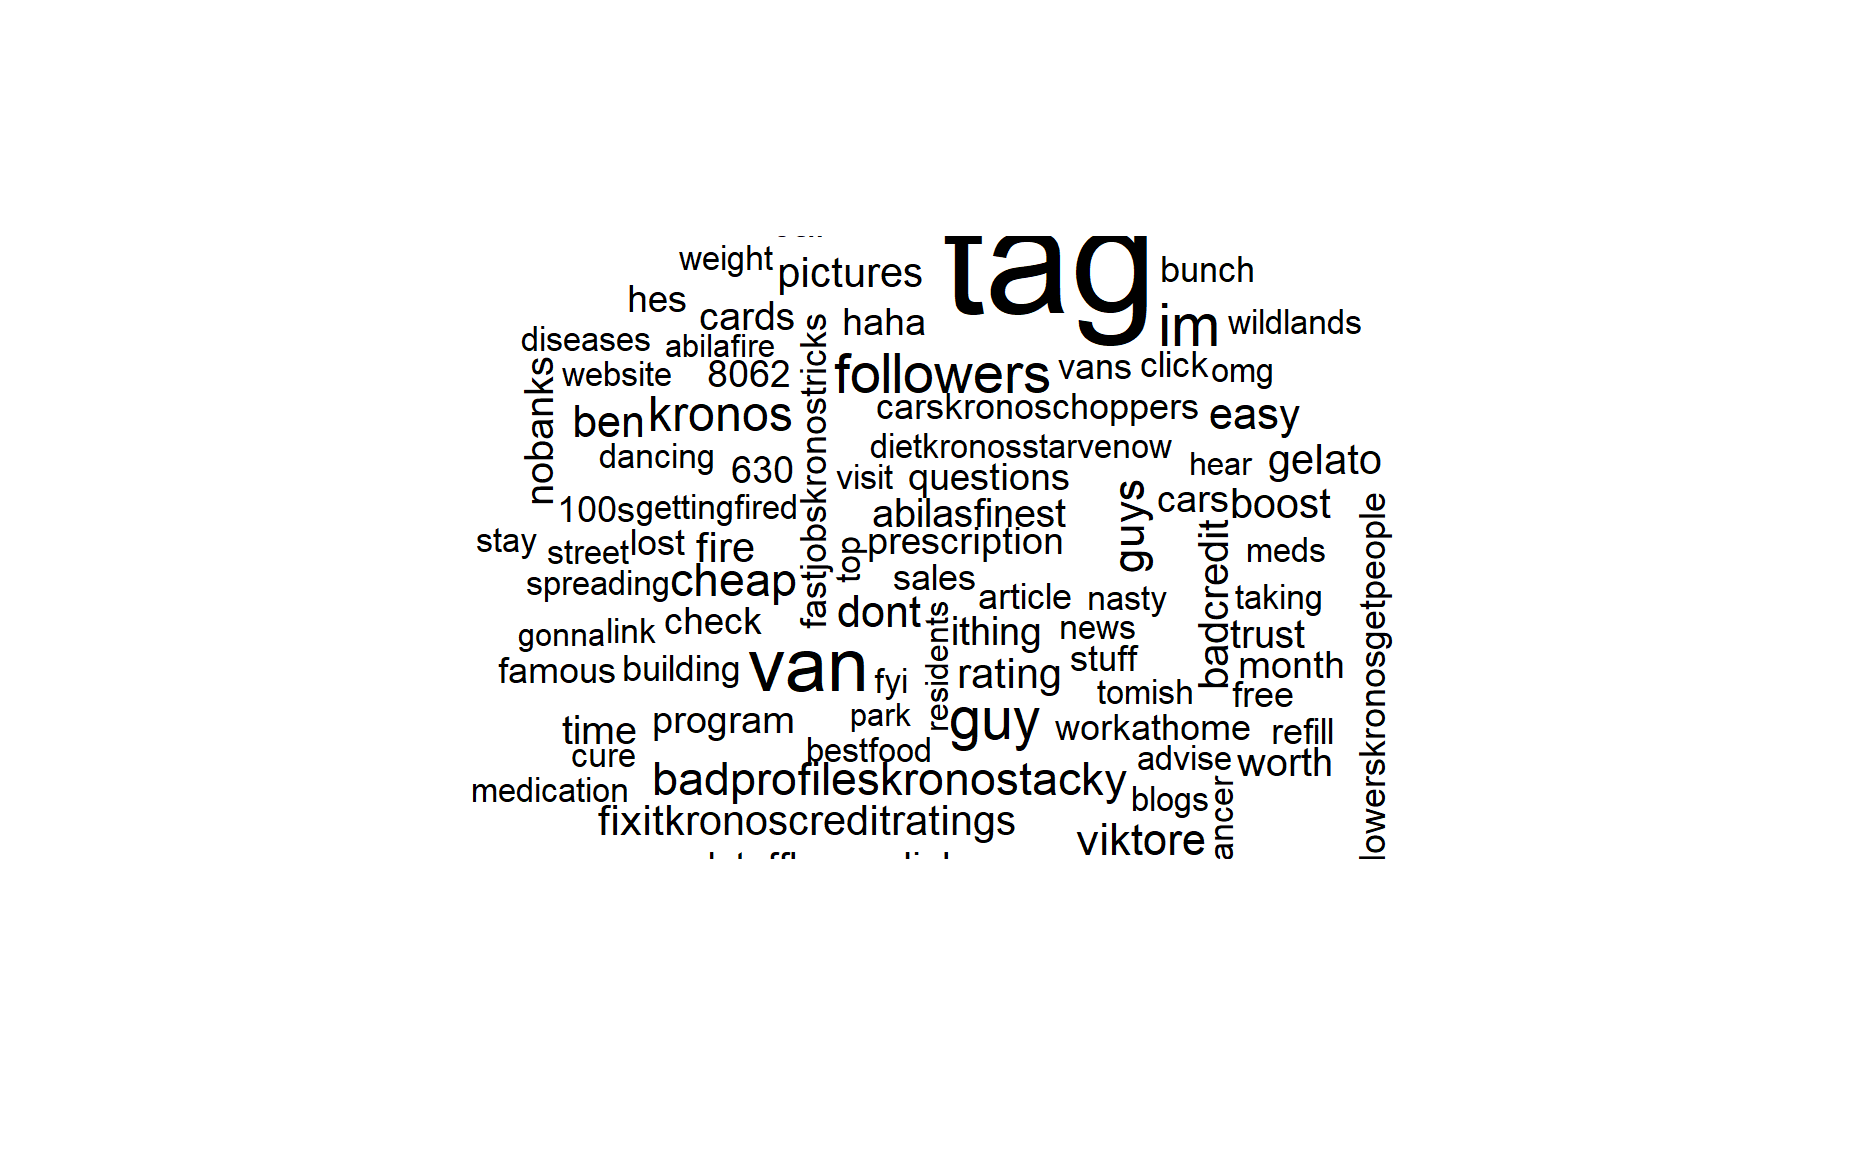 tag
weight
pictures
bunch
hes
cards
haha
im
wildlands
diseases
abilafire
website
8062
followers
vans
click
omg
nobanks
ben
kronos
fastjobskronostricks
carskronoschoppers
easy
dancing
630
dietkronosstarvenow
visit
questions
hear
gelato
100s
gettingfired
abilasfinest
guys
cars
boost
stay
street
lost
fire
top
prescription
badcredit
meds
lowerskronosgetpeople
spreading
cheap
sales
article
nasty
taking
gonna
link
check
dont
residents
ithing
news
trust
famous
building
van
fyi
rating
stuff
month
tomish
free
time
program
park
guy
workathome
refill
cure
bestfood
advise
worth
medication
badprofileskronostacky
blogs
ancer
fixitkronoscreditratings
viktore